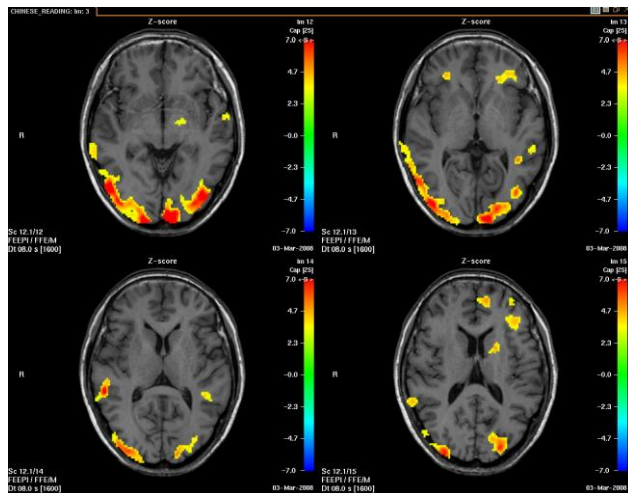 CHINESE_READING: Im: 3
Z-score
Im 12
Cap [25]
7.0 <-S->
4.7
2.3
-0.0
-2.3
-4.7
-7.0
R
Sc 12.1/12
FEEPI / FFE/M
Dt 08.0 s [1600]
03-Mar-2008
Z-score
Im 13
Cap [25]
7.0 <-S->
4.7
2.3
-0.0
-2.3
-4.7
-7.0
R
Sc 12.1/13
FEEPI / FFE/M
Dt 08.0 s [1600]
03-Mar-2008
Z-score
Im 14
Cap [25]
7.0 <-S->
4.7
2.3
-0.0
-2.3
-4.7
-7.0
R
Sc 12.1/14
FEEPI / FFE/M
Dt 08.0 s [1600]
03-Mar-2008
Z-score
Im 15
Cap [25]
7.0 <-S->
4.7
2.3
-0.0
-2.3
-4.7
-7.0
R
Sc 12.1/15
FEEPI / FFE/M
Dt 08.0 s [1600]
03-Mar-2008